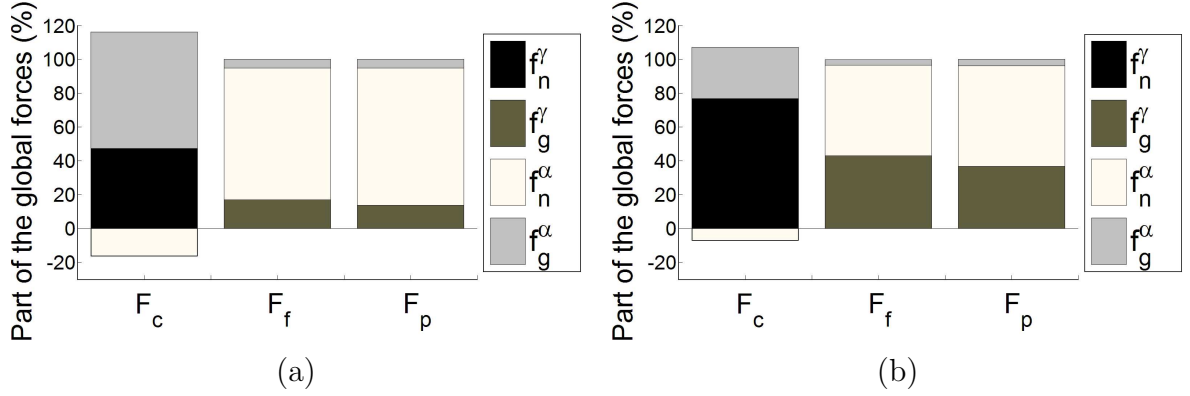 Part of the global forces (%)
120
100
80
60
40
20
0
-20
F_c
F_f
F_p
f_n^γ
f_g^γ
f_n^α
f_g^α
(a)
Part of the global forces (%)
120
100
80
60
40
20
0
-20
F_c
F_f
F_p
f_n^γ
f_g^γ
f_n^α
f_g^α
(b)